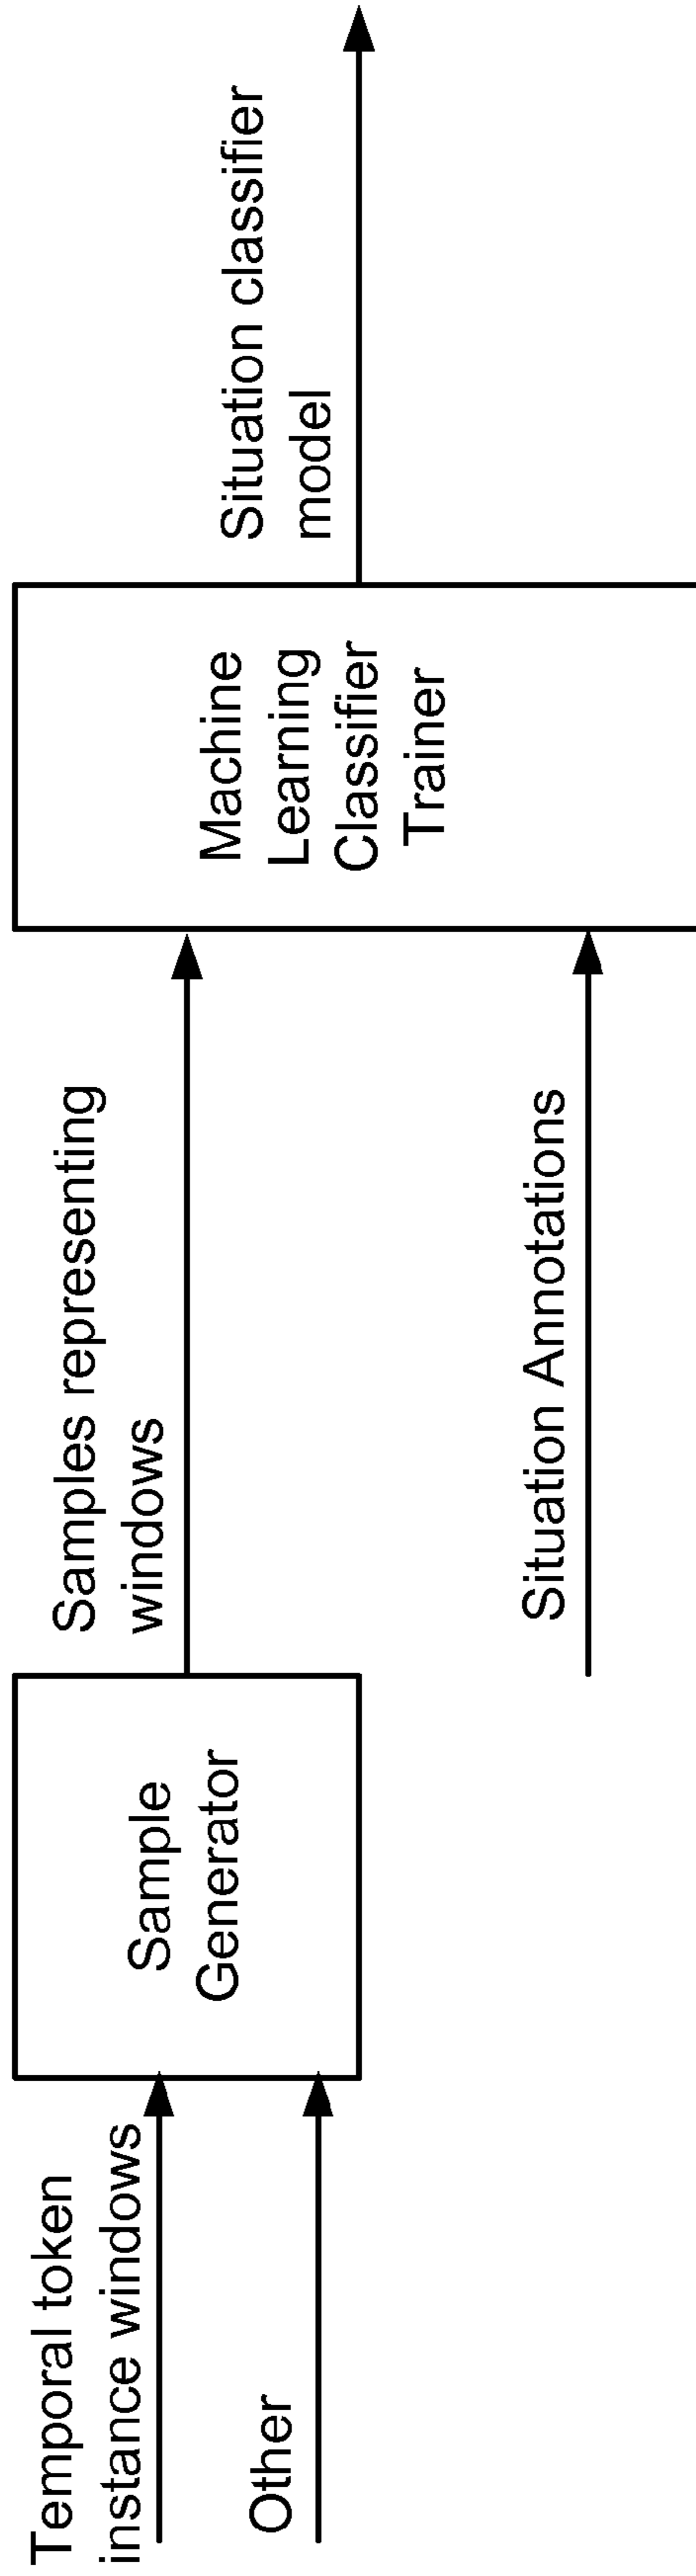 Temporal token
instance windows
Other
Sample
Generator
Samples representing
windows
Situation Annotations
Machine
Learning
Classifier
Trainer
Situation classifier
model